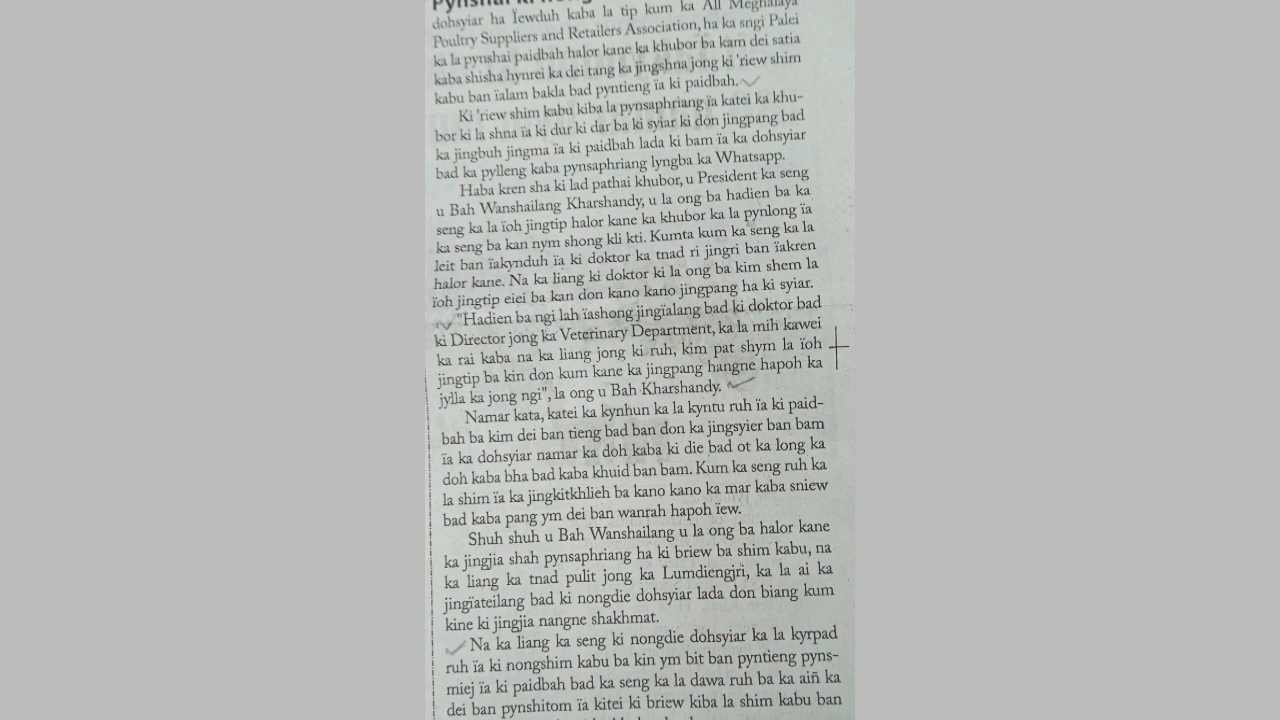 Pynshai ki
dohsyiar ha Ïewduh kaba la tip kum ka All Meghalaya
Poultry Suppliers and Retailers Association, ha ka sngi Palei
ka la pynshai paidbah halor kane ka khubor ba kam dei satia
kaba shisha hynrei ka dei tang ka jingshna jong ki 'riew shim
kabu ban ïalam bakla bad pyntieng ïa ki paidbah.
Ki 'riew shim kabu kiba la pynsaphriang ïa katei ka khu-
bor ki la shna ïa ki dur ki dar ba ki syiar ki don jingpang bad
ka jingbuh jingma ïa ki paidbah lada ki bam ïa ka dohsyiar
bad ka pylleng kaba pynsaphriang lyngba ka Whatsapp.
Haba kren sha ki lad pathai khubor, u President ka seng
u Bah Wanshailang Kharshandy, u la ong ba hadien ba ka
seng ka la ïoh jingtip halor kane ka khubor ka la pynlong ïa
ka seng ba kan nym shong kli kti. Kumta kum ka seng ka la
leit ban ïakynduh ïa ki doktor ka tnad ri jingri ban ïakren
halor kane. Na ka liang ki doktor ki la ong ba kim shem la
ïoh jingtip eiei ba kan don kano kano jingpang ha ki syiar.
"Hadien ba ngi lah ïashong jingïalang bad ki doktor bad
ki Director jong ka Veterinary Department, ka la mih kawei
ka rai kaba na ka liang jong ki ruh, kim pat shym la ïoh
jingtip ba kin don kum kane ka jingpang hangne hapoh ka
jylla ka jong ngi", la ong u Bah Kharshandy.
Namar kata, katei ka kynhun ka la kyntu ruh ïa ki paid-
bah ba kim dei ban tieng bad ban don ka jingsyier ban bam
ïa ka dohsyiar namar ka doh kaba ki die bad ot ka long ka
doh kaba bha bad kaba khuid ban bam. Kum ka seng ruh ka
la shim ïa ka jingkitkhlieh ba kano kano ka mar kaba sniew
bad kaba pang ym dei ban wanrah hapoh ïew.
Shuh shuh u Bah Wanshailang u la ong ba halor kane
ka jingjia shah pynsaphriang ha ki briew ba shim kabu, na
ka liang ka tnad pulit jong ka Lumdiengjri, ka la ai ka
jingïateilang bad ki nongdie dohsyiar lada don biang kum
kine ki jingjia nangne shakhmat.
Na ka liang ka seng ki nongdie dohsyiar ka la kyrpad
ruh ïa ki nongshim kabu ba kin ym bit ban pyntieng pyns-
miej ïa ki paidbah bad ka seng ka la dawa ruh ba ka aiñ ka
dei ban pynshitom ïa kitei ki briew kiba la shim kabu ban